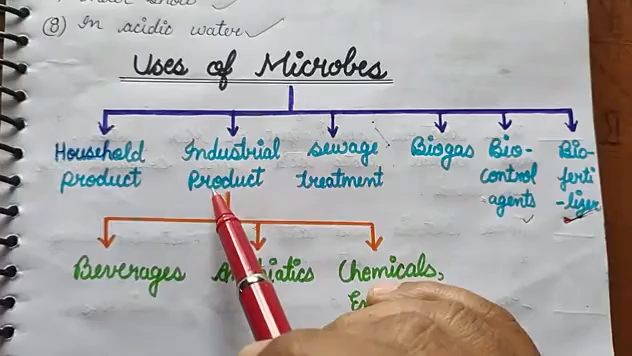 (8) In acidic water
Uses of Microbes
Household product
Industrial Product
sewage treatment
Biogas
Bio-control agents
Bio-ferti-lizer
Beverages
Chemicals,